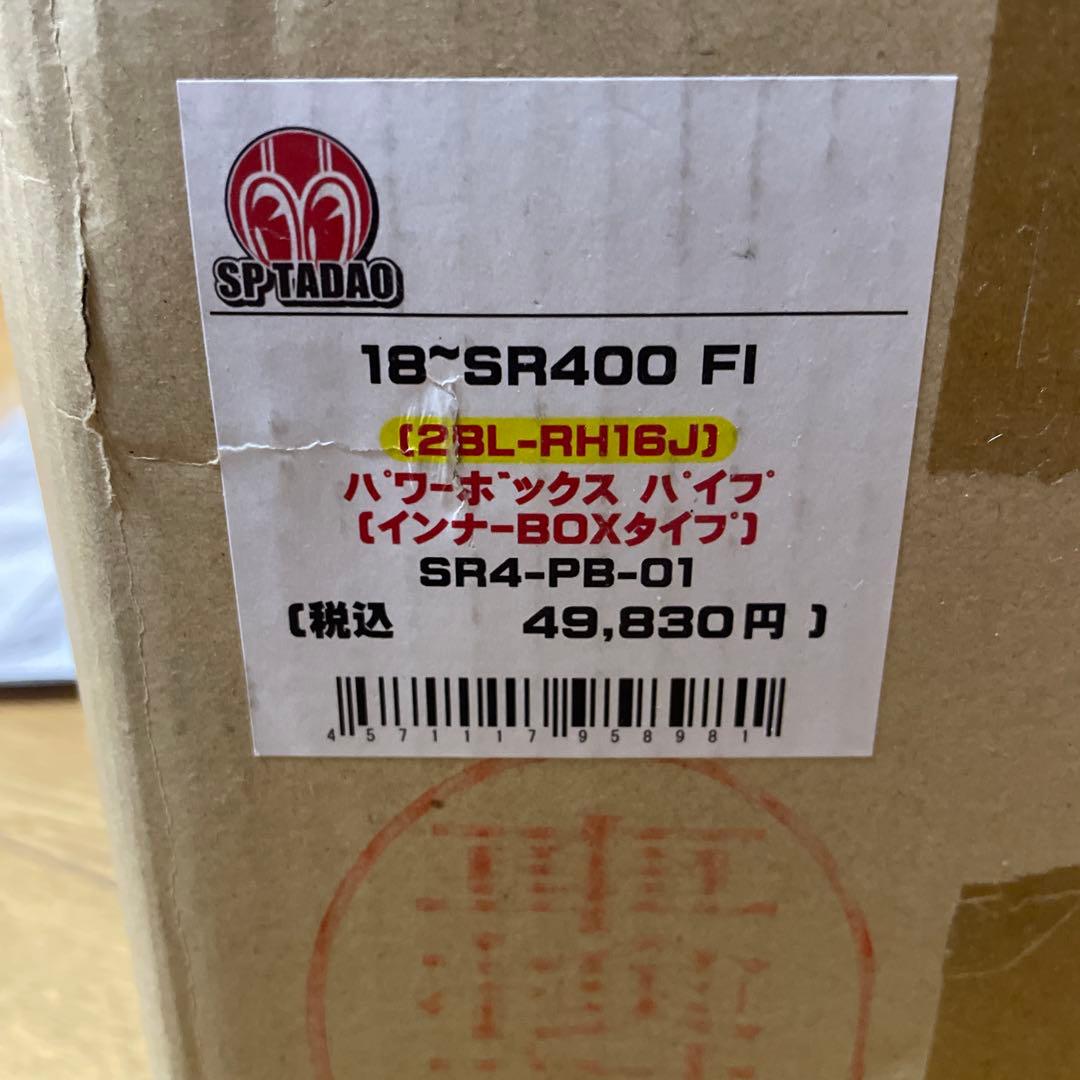 SP TADAO
18~SR400 FI
(2BL-RH16J)
パワーボックス パイプ
(インナーBOXタイプ)
SR4-PB-01
(税込 49,830円 )
4571117958981